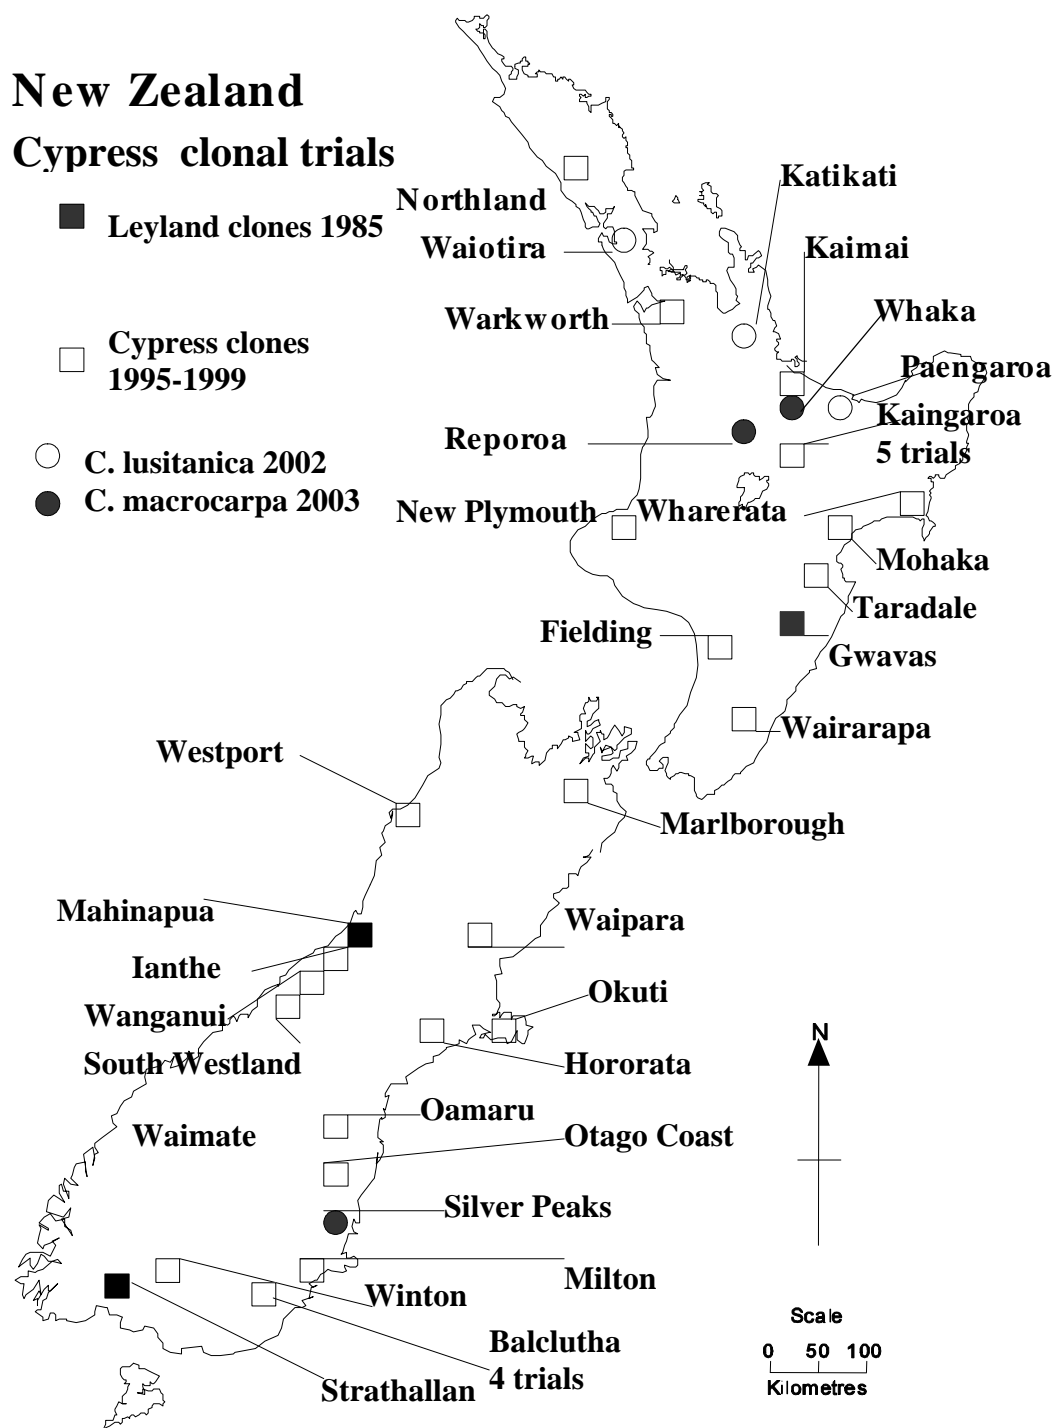 New Zealand
Cypress clonal trials
Leyland clones 1985
Cypress clones
1995-1999
C. lusitanica 2002
C. macrocarpa 2003
Northland
Katikati
Waiotira
Kaimai
Warkworth
Whaka
Paengaroa
Reporoa
Kaingaroa
5 trials
New Plymouth
Wharerata
Mohaka
Taradale
Fielding
Gwavas
Wairarapa
Westport
Marlborough
Mahinapua
Waipara
Ianthe
Okuti
Wanganui
South Westland
Hororata
Oamaru
Waimate
Otago Coast
Silver Peaks
Milton
Winton
Balclutha
4 trials
Strathallan
N
Scale
0 50 100
Kilometres